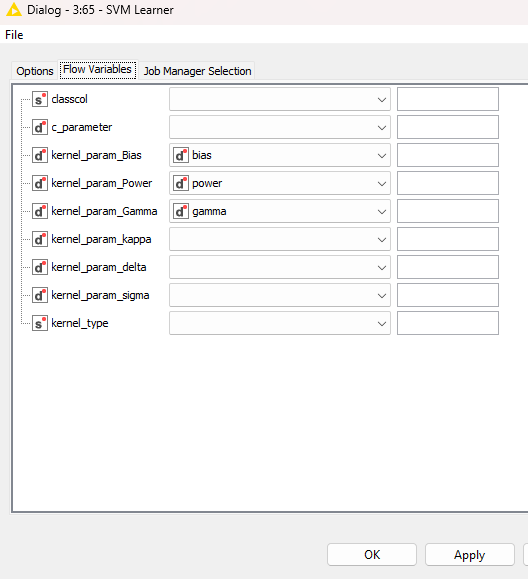 Dialog - 3:65 - SVM Learner
File
Options Flow Variables Job Manager Selection
s classcol
d c_parameter
d kernel_param_Bias d bias
d kernel_param_Power d power
d kernel_param_Gamma d gamma
d kernel_param_kappa
d kernel_param_delta
d kernel_param_sigma
s kernel_type
OK Apply